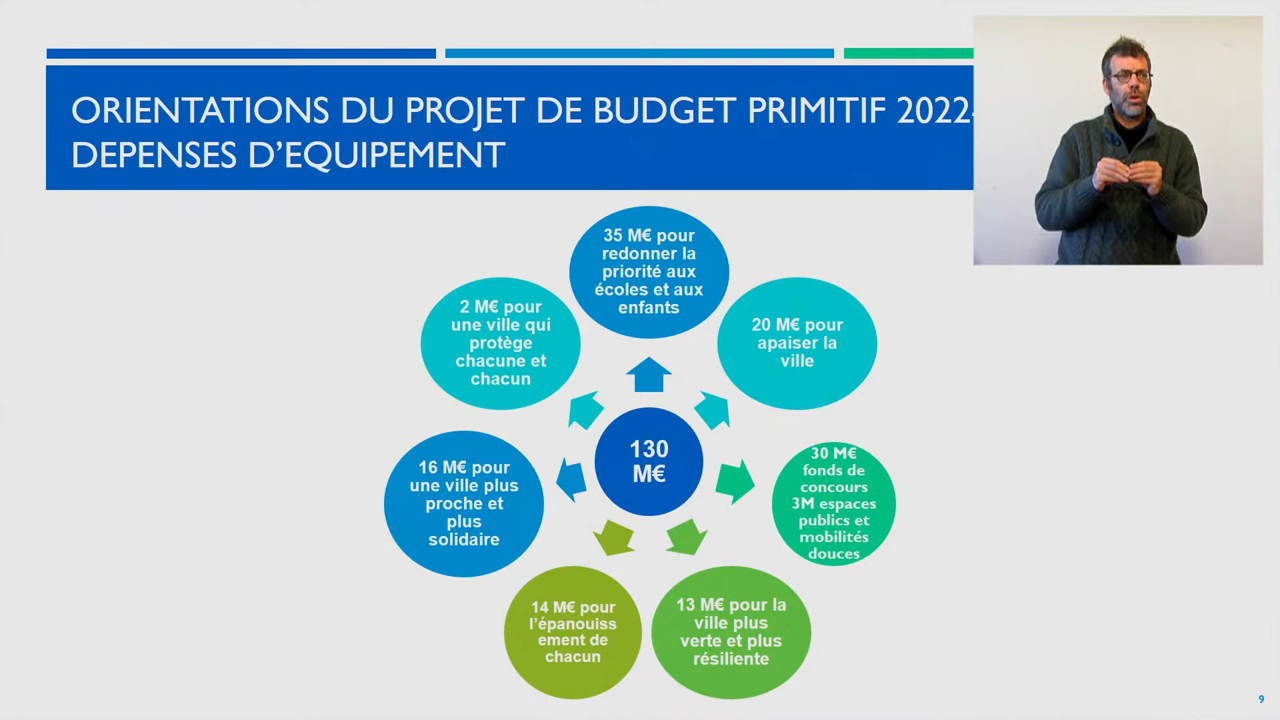 ORIENTATIONS DU PROJET DE BUDGET PRIMITIF 2022-
DEPENSES D'EQUIPEMENT
35 M€ pour
redonner la
priorité aux
écoles et aux
enfants
2 M€ pour
une ville qui
protège
chacune et
chacun
20 M€ pour
apaiser la
ville
130
M€
16 M€ pour
une ville plus
proche et
plus
solidaire
30 M€
fonds de
concours
3M espaces
publics et
mobilités
douces
14 M€ pour
l'épanouiss
ement de
chacun
13 M€ pour la
ville plus
verte et plus
résiliente
9